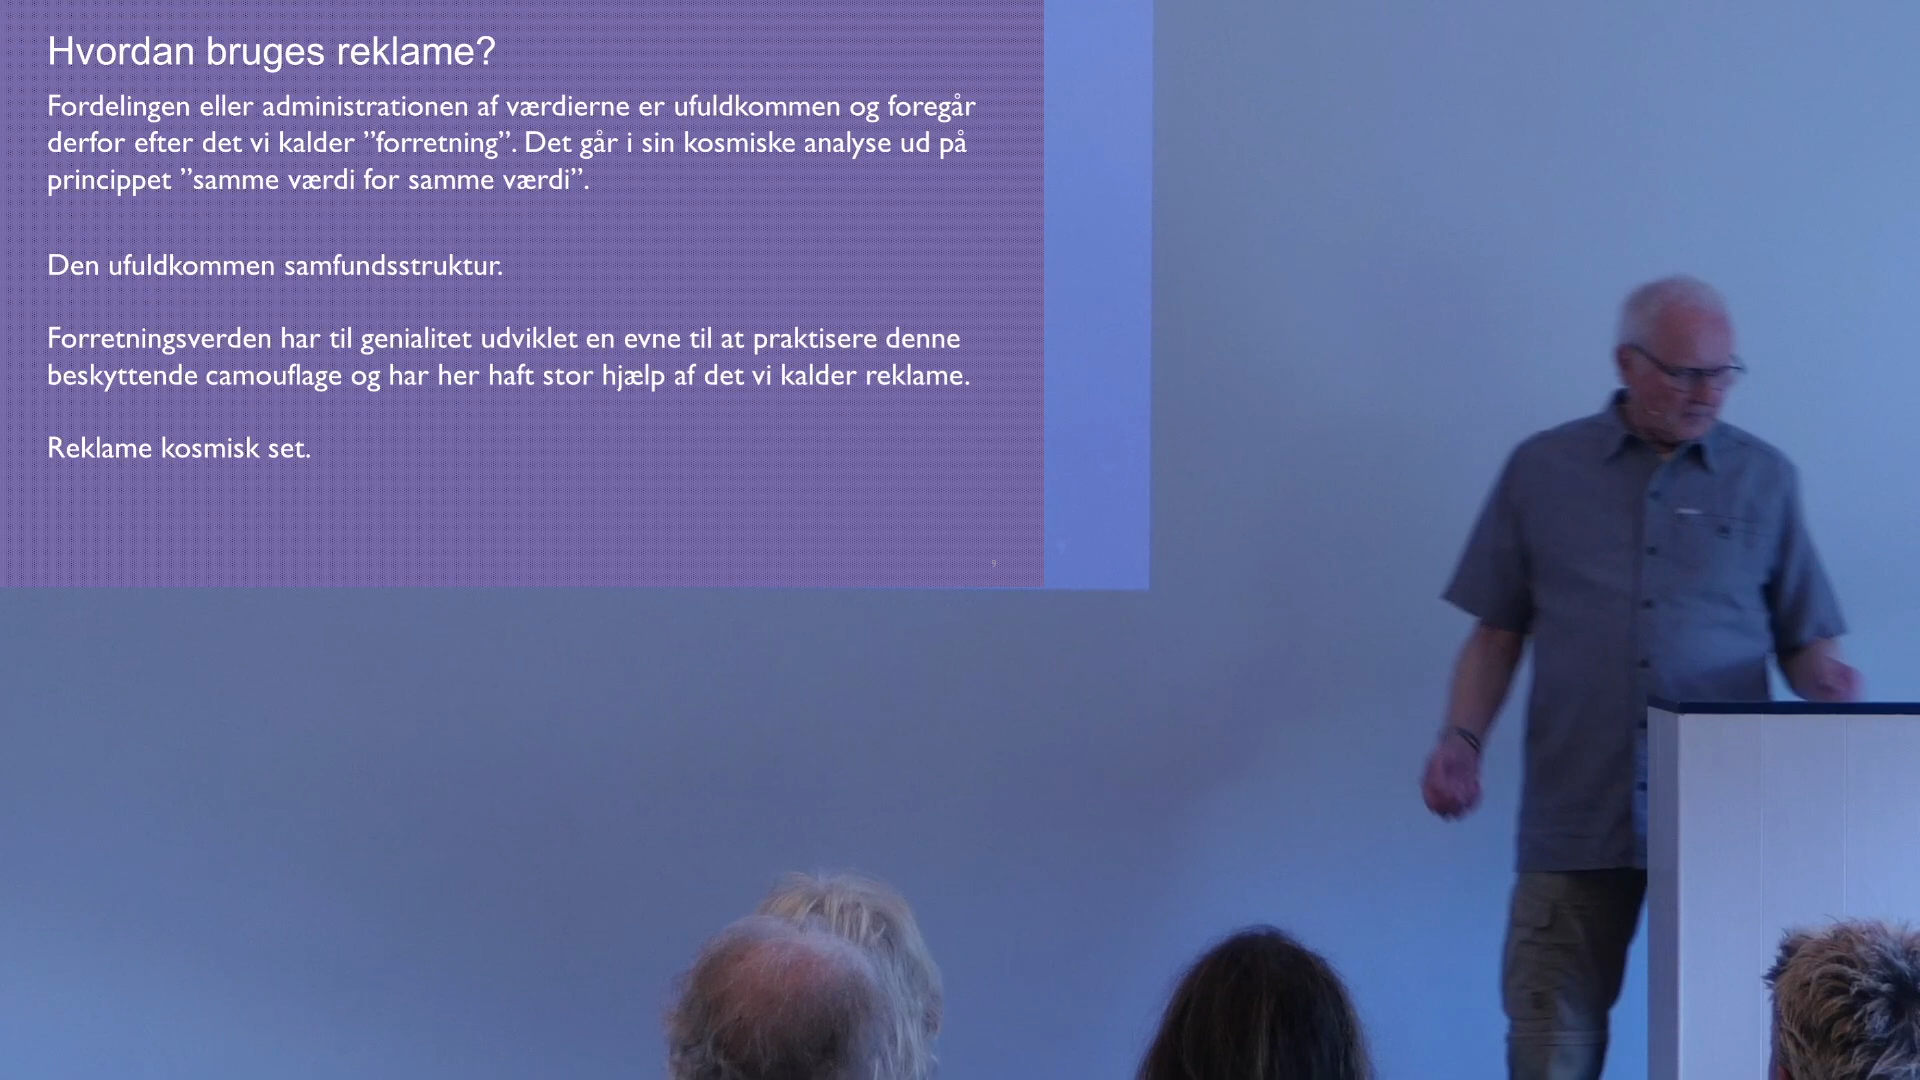 Hvordan bruges reklame?
Fordelingen eller administrationen af værdierne er ufuldkommen og foregår
derfor efter det vi kalder ”forretning”. Det går i sin kosmiske analyse ud på
princippet ”samme værdi for samme værdi”.
Den ufuldkommen samfundsstruktur.
Forretningsverden har til genialitet udviklet en evne til at praktisere denne
beskyttende camouflage og har her haft stor hjælp af det vi kalder reklame.
Reklame kosmisk set.
9